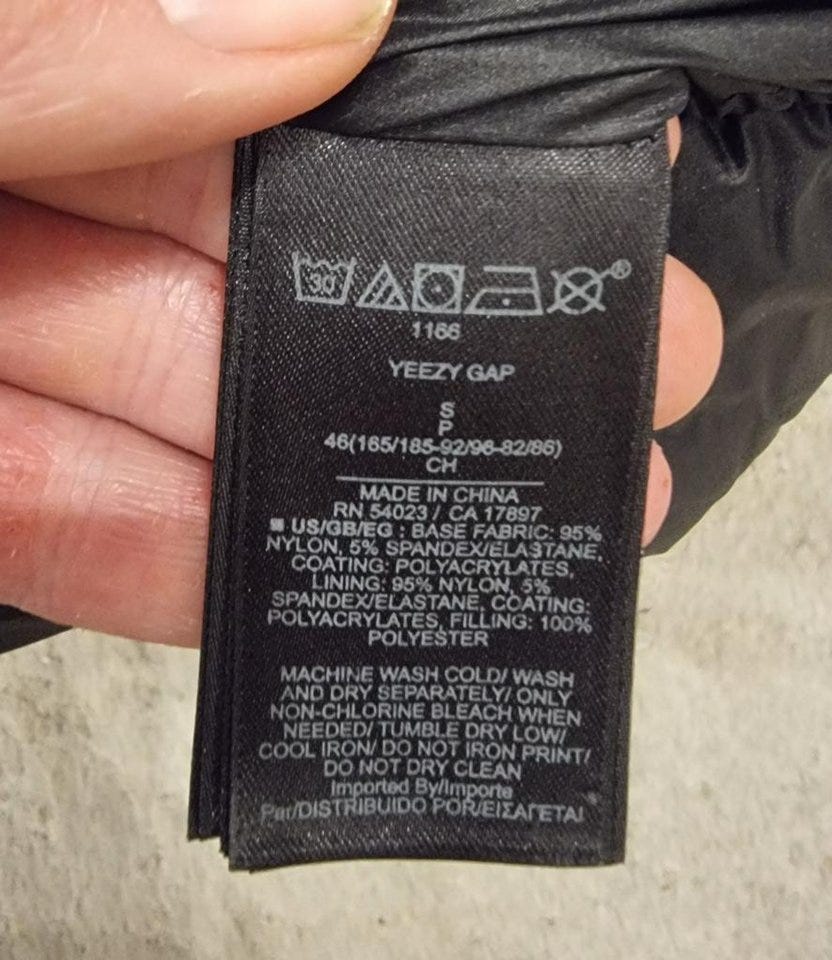 30
®
1166
YEEZY GAP
S
P
46(165/185-92/96-82/86)
CH
MADE IN CHINA
RN 54023 / CA 17897
US/GB/EG : BASE FABRIC: 95%
NYLON, 5% SPANDEX/ELASTANE,
COATING: POLYACRYLATES,
LINING: 95% NYLON, 5%
SPANDEX/ELASTANE, COATING:
POLYACRYLATES, FILLING: 100%
POLYESTER
MACHINE WASH COLD/ WASH
AND DRY SEPARATELY/ ONLY
NON-CHLORINE BLEACH WHEN
NEEDED/ TUMBLE DRY LOW/
COOL IRON/ DO NOT IRON PRINT/
DO NOT DRY CLEAN
Imported By/Importe
Par/DISTRIBUIDO POR/ΕΙΣΑΓΕΤΑΙ